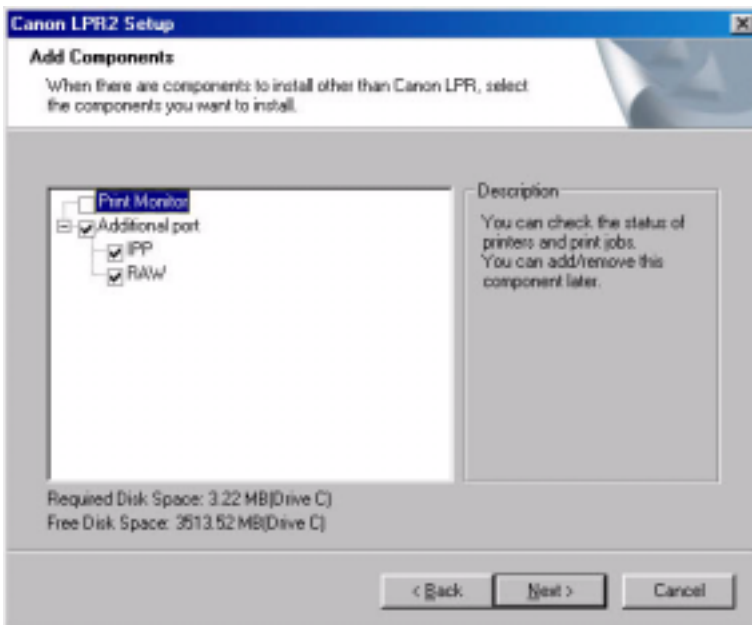 Canon LPR2 Setup
Add Components
When there are components to install other than Canon LPR, select
the components you want to install.
Print Monitor
Additional port
IPP
RAW
Description
You can check the status of
printers and print jobs.
You can add/remove this
component later.
Required Disk Space: 3.22 MB(Drive C)
Free Disk Space: 3513.52 MB(Drive C)
< Back
Next >
Cancel